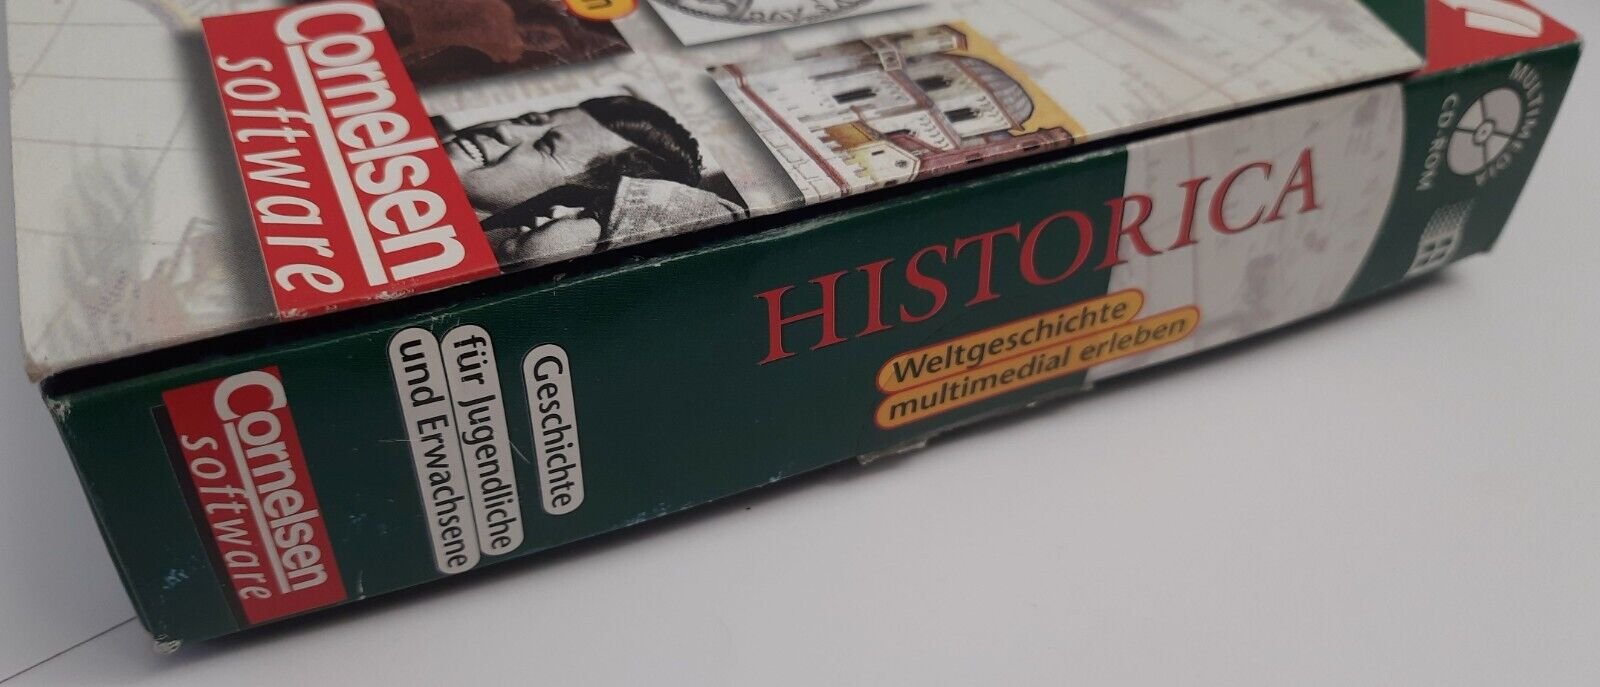 Cornelsen
software
HISTORICA
Weltgeschichte
multimedial erleben
Geschichte
für Jugendliche
und Erwachsene
Cornelsen
software
MULTIMEDIA
CD-ROM